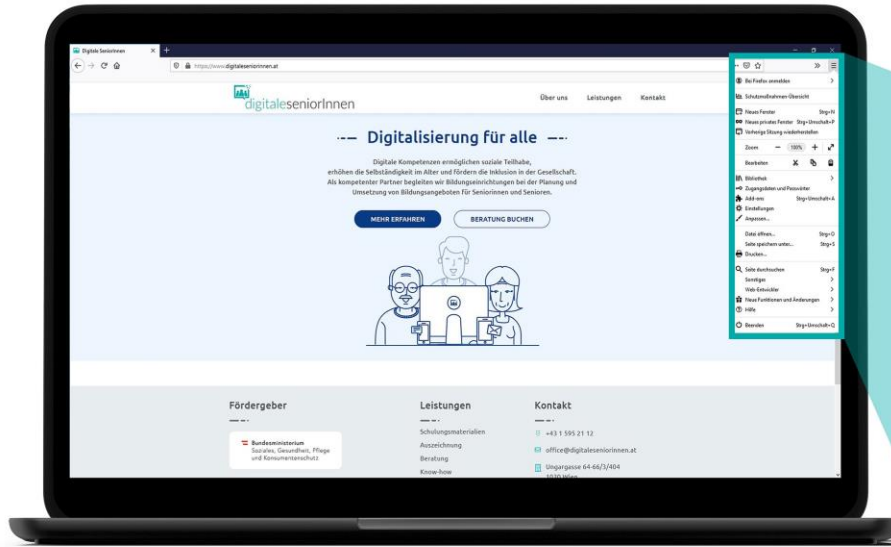 Digitale SeniorInnen
https://www.digitaleseniorinnen.at
digitaleseniorInnen
Über uns Leistungen Kontakt
Digitalisierung für alle
Digitale Kompetenzen ermöglichen soziale Teilhabe,
erhöhen die Selbständigkeit im Alter und fördern die Inklusion in der Gesellschaft.
Als kompetenter Partner begleiten wir Bildungseinrichtungen bei der Planung und
Umsetzung von Bildungsangeboten für Seniorinnen und Senioren.
MEHR ERFAHREN BERATUNG BUCHEN
Bei Firefox anmelden
Schutzmaßnahmen-Übersicht
Neues Fenster Strg+N
Neues privates Fenster Strg+Umschalt+P
Vorherige Sitzung wiederherstellen
Zoom 100%
Bearbeiten
Bibliothek
Zugangsdaten und Passwörter
Add-ons Strg+Umschalt+A
Einstellungen
Anpassen...
Datei öffnen... Strg+O
Seite speichern unter... Strg+S
Drucken...
Seite durchsuchen Strg+F
Sonstiges
Web-Entwickler
Neue Funktionen und Änderungen
Hilfe
Beenden Strg+Umschalt+Q
Fördergeber
Bundesministerium
Soziales, Gesundheit, Pflege
und Konsumentenschutz
Leistungen
Schulungsmaterialien
Auszeichnung
Beratung
Know-how
Kontakt
+43 1 595 21 12
office@digitaleseniorinnen.at
Ungargasse 64-66/3/404
1030 Wien